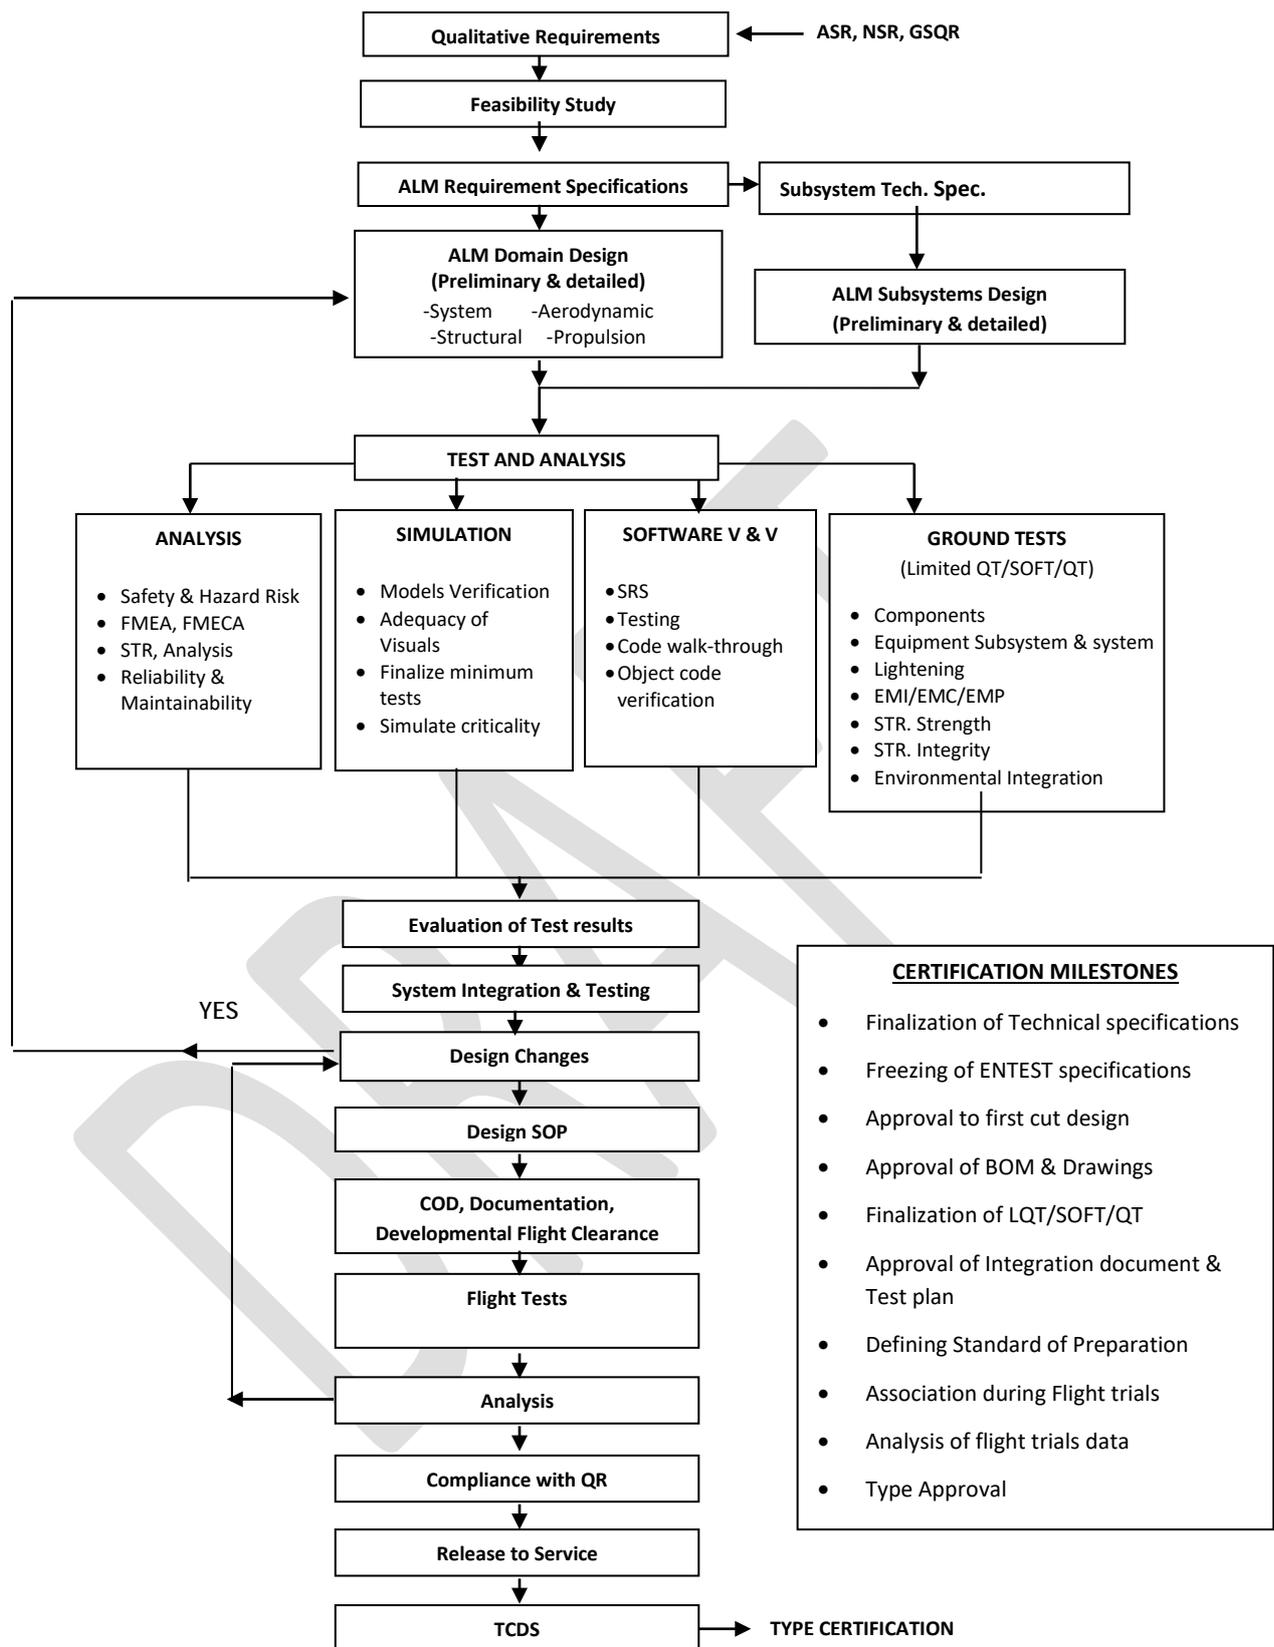 Qualitative Requirements
ASR, NSR, GSQR
Feasibility Study
ALM Requirement Specifications
Subsystem Tech. Spec.
ALM Domain Design
(Preliminary & detailed)
-System -Aerodynamic
-Structural -Propulsion
ALM Subsystems Design
(Preliminary & detailed)
TEST AND ANALYSIS
ANALYSIS
• Safety & Hazard Risk
• FMEA, FMECA
• STR, Analysis
• Reliability &
Maintainability
SIMULATION
• Models Verification
• Adequacy of
Visuals
• Finalize minimum
tests
• Simulate criticality
SOFTWARE V & V
• SRS
• Testing
• Code walk-through
• Object code
verification
GROUND TESTS
(Limited QT/SOFT/QT)
• Components
• Equipment Subsystem & system
• Lightening
• EMI/EMC/EMP
• STR. Strength
• STR. Integrity
• Environmental Integration
Evaluation of Test results
System Integration & Testing
YES
Design Changes
Design SOP
COD, Documentation,
Developmental Flight Clearance
Flight Tests
Analysis
Compliance with QR
Release to Service
TCDS
TYPE CERTIFICATION
CERTIFICATION MILESTONES
• Finalization of Technical specifications
• Freezing of ENTEST specifications
• Approval to first cut design
• Approval of BOM & Drawings
• Finalization of LQT/SOFT/QT
• Approval of Integration document &
Test plan
• Defining Standard of Preparation
• Association during Flight trials
• Analysis of flight trials data
• Type Approval
DRAFT